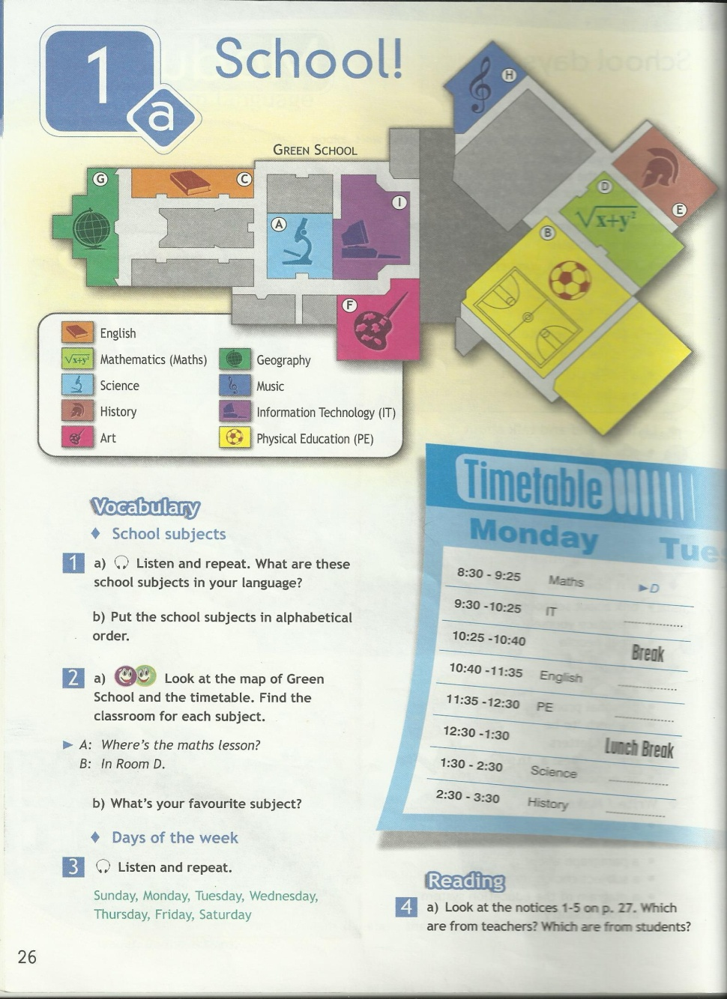 1
a
School!
GREEN SCHOOL
G
C
A
I
F
H
D
E
B
√x+y²
English
√x+y²
Mathematics (Maths)
Science
History
Art
Geography
Music
Information Technology (IT)
Physical Education (PE)
Vocabulary
♦ School subjects
1 a) Listen and repeat. What are these
school subjects in your language?
b) Put the school subjects in alphabetical
order.
2 a) Look at the map of Green
School and the timetable. Find the
classroom for each subject.
► A: Where's the maths lesson?
B: In Room D.
b) What's your favourite subject?
♦ Days of the week
3 Listen and repeat.
Sunday, Monday, Tuesday, Wednesday,
Thursday, Friday, Saturday
Timetable
Monday Tues
8:30 - 9:25 Maths ►D
9:30 -10:25 IT ..............
10:25 -10:40 Break
10:40 -11:35 English ..............
11:35 -12:30 PE ..............
12:30 -1:30 Lunch Break
1:30 - 2:30 Science ..............
2:30 - 3:30 History ..............
Reading
4 a) Look at the notices 1-5 on p. 27. Which
are from teachers? Which are from students?
26